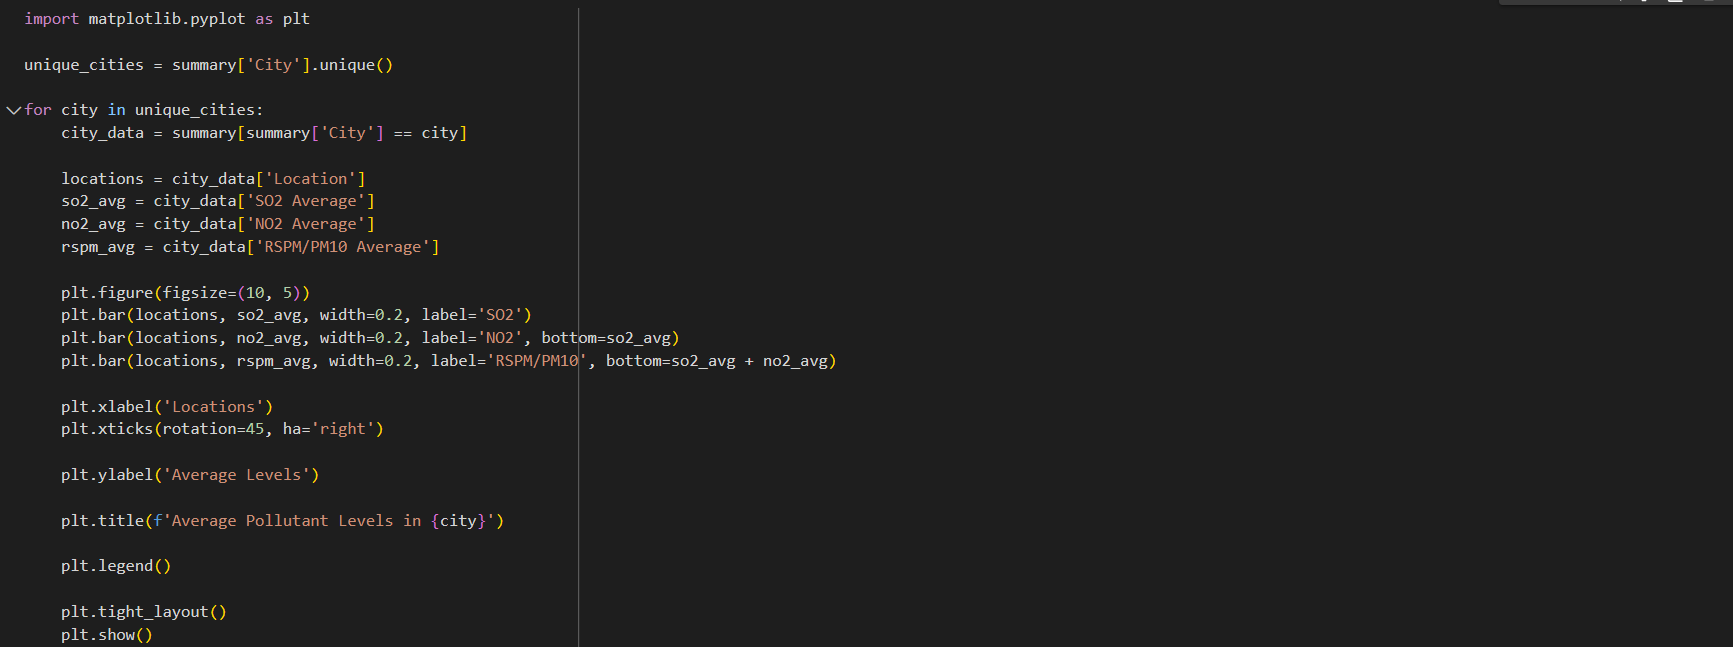 import matplotlib.pyplot as plt
unique_cities = summary['City'].unique()
for city in unique_cities:
city_data = summary[summary['City'] == city]
locations = city_data['Location']
so2_avg = city_data['SO2 Average']
no2_avg = city_data['NO2 Average']
rspm_avg = city_data['RSPM/PM10 Average']
plt.figure(figsize=(10, 5))
plt.bar(locations, so2_avg, width=0.2, label='SO2')
plt.bar(locations, no2_avg, width=0.2, label='NO2', bottom=so2_avg)
plt.bar(locations, rspm_avg, width=0.2, label='RSPM/PM10', bottom=so2_avg + no2_avg)
plt.xlabel('Locations')
plt.xticks(rotation=45, ha='right')
plt.ylabel('Average Levels')
plt.title(f'Average Pollutant Levels in {city}')
plt.legend()
plt.tight_layout()
plt.show()